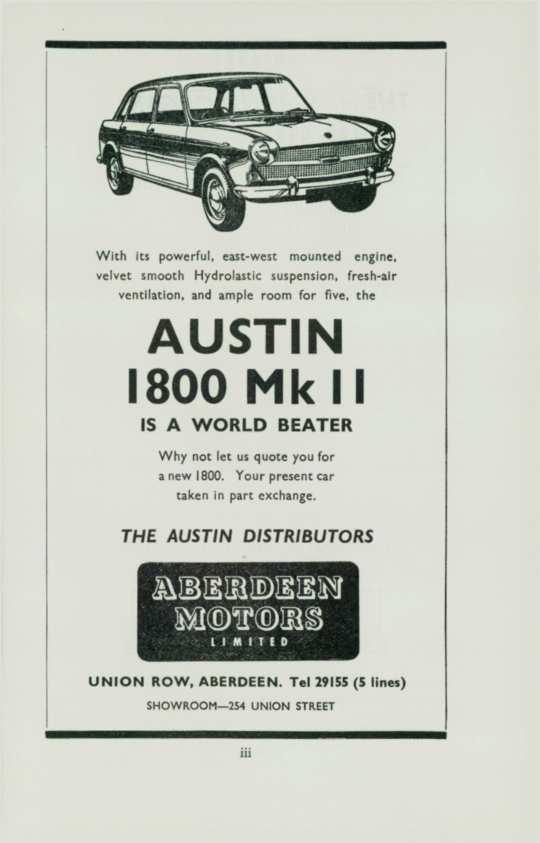 With its powerful, east-west mounted engine,
velvet smooth Hydrolastic suspension, fresh-air
ventilation, and ample room for five, the
AUSTIN
1800 Mk II
IS A WORLD BEATER
Why not let us quote you for
a new 1800. Your present car
taken in part exchange.
THE AUSTIN DISTRIBUTORS
ABERDEEN
MOTORS
LIMITED
UNION ROW, ABERDEEN. Tel 29155 (5 lines)
SHOWROOM—254 UNION STREET
iii